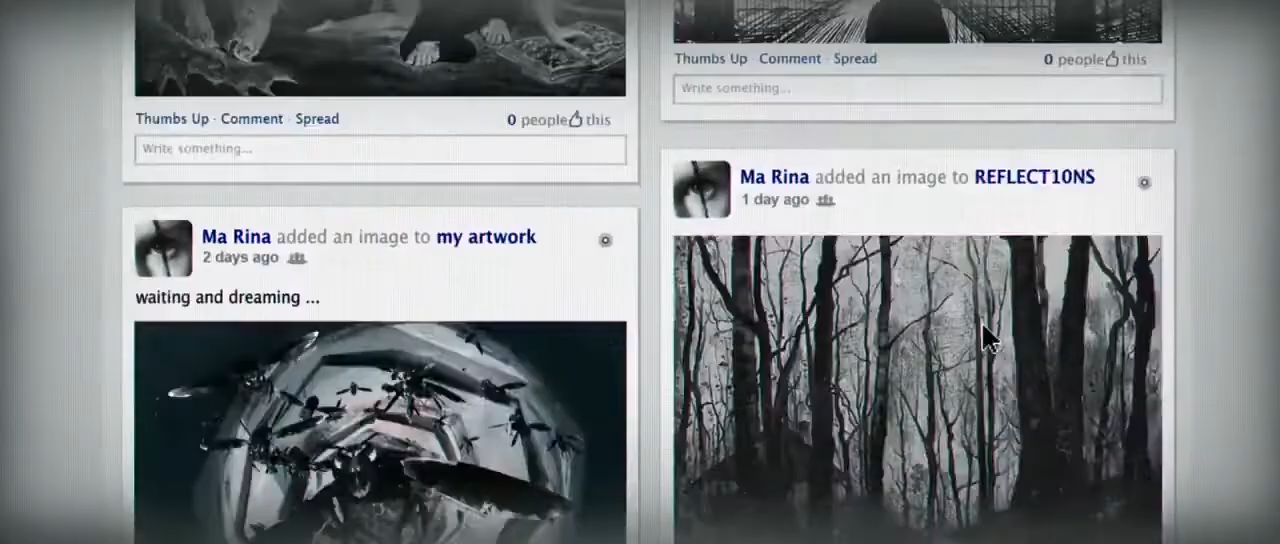 Thumbs Up · Comment · Spread
0 people this
Write something...
Ma Rina added an image to my artwork
2 days ago
waiting and dreaming ...
Thumbs Up · Comment · Spread
0 people this
Write something...
Ma Rina added an image to REFLECT10NS
1 day ago